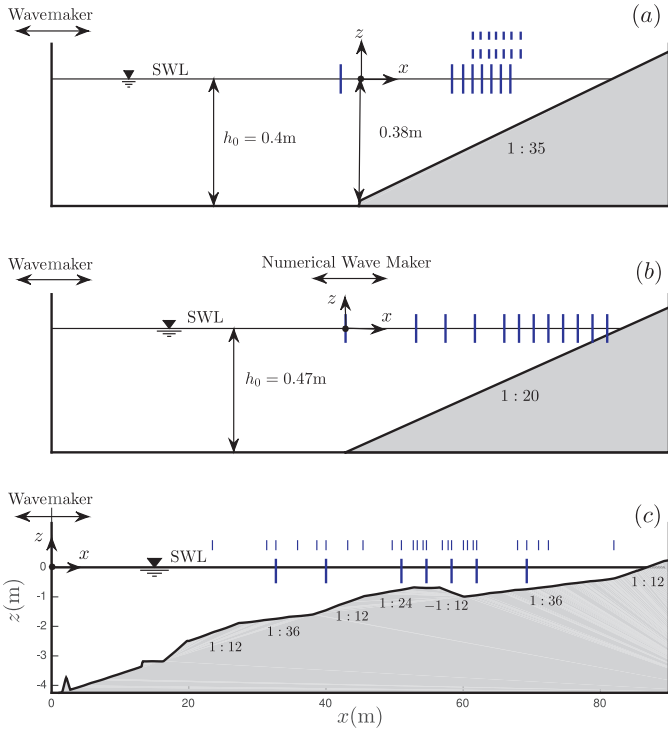 Wavemaker
(a)
z
SWL
x
h₀ = 0.4m
0.38m
1 : 35
Wavemaker
Numerical Wave Maker
(b)
z
SWL
x
h₀ = 0.47m
1 : 20
Wavemaker
(c)
z
x
SWL
0
-1
-2
-3
-4
z(m)
1 : 12
1 : 36
1 : 12
1 : 24
−1 : 12
1 : 36
1 : 12
0
20
40
60
80
x(m)